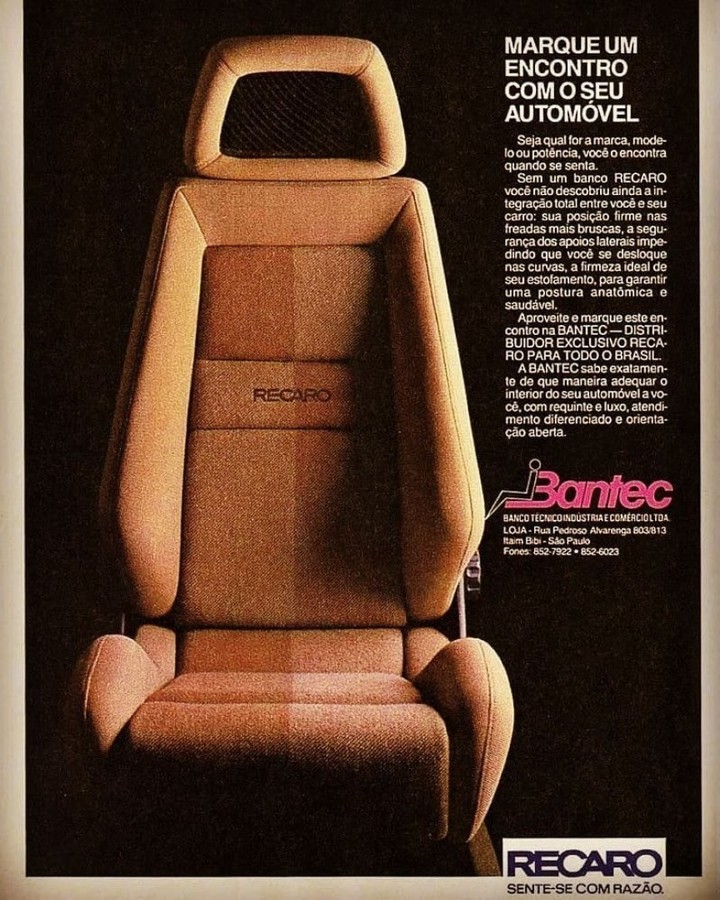 MARQUE UM
ENCONTRO
COM O SEU
AUTOMÓVEL
Seja qual for a marca, mode-
lo ou potência, você o encontra
quando se senta.
Sem um banco RECARO
você não descobriu ainda a in-
tegração total entre você e seu
carro: sua posição firme nas
freadas mais bruscas, a segu-
rança dos apoios laterais impe-
dindo que você se desloque
nas curvas, a firmeza ideal de
seu estofamento, para garantir
uma postura anatômica e
saudável.
Aproveite e marque este en-
contro na BANTEC — DISTRI-
BUIDOR EXCLUSIVO RECA-
RO PARA TODO O BRASIL.
A BANTEC sabe exatamen-
te de que maneira adequar o
interior do seu automóvel a vo-
cê, com requinte e luxo, atendi-
mento diferenciado e orienta-
ção aberta.
RECARO
Bantec
BANCO TÉCNICO INDÚSTRIA E COMÉRCIO LTDA.
LOJA - Rua Pedroso Alvarenga 803/813
Itaim Bibi - São Paulo
Fones: 852-7922 • 852-6023
RECARO
SENTE-SE COM RAZÃO.